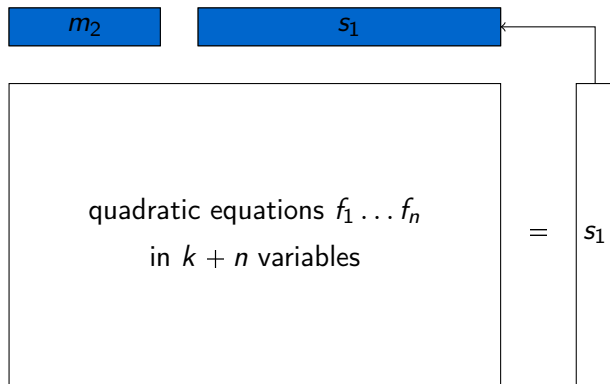 m₂ s₁
quadratic equations f₁ … fₙ
in k + n variables
= s₁